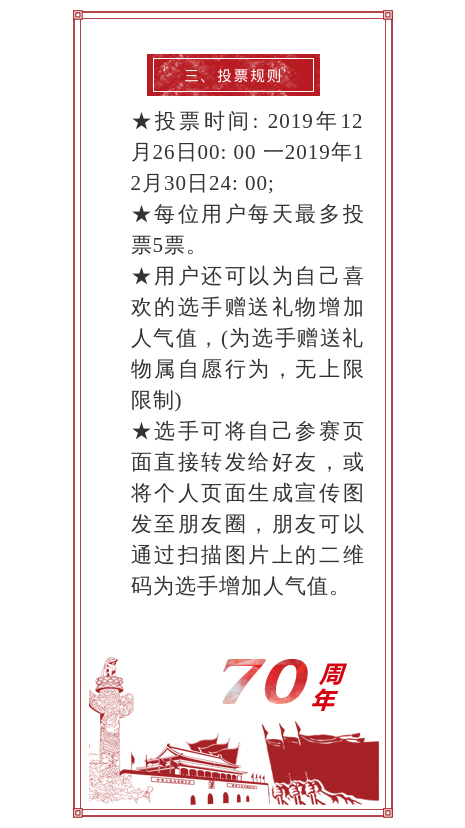 三、投票规则
★投票时间: 2019年12
月26日00: 00 一2019年1
2月30日24: 00;
★每位用户每天最多投
票5票。
★用户还可以为自己喜
欢的选手赠送礼物增加
人气值，(为选手赠送礼
物属自愿行为，无上限
限制)
★选手可将自己参赛页
面直接转发给好友，或
将个人页面生成宣传图
发至朋友圈，朋友可以
通过扫描图片上的二维
码为选手增加人气值。
70周
年